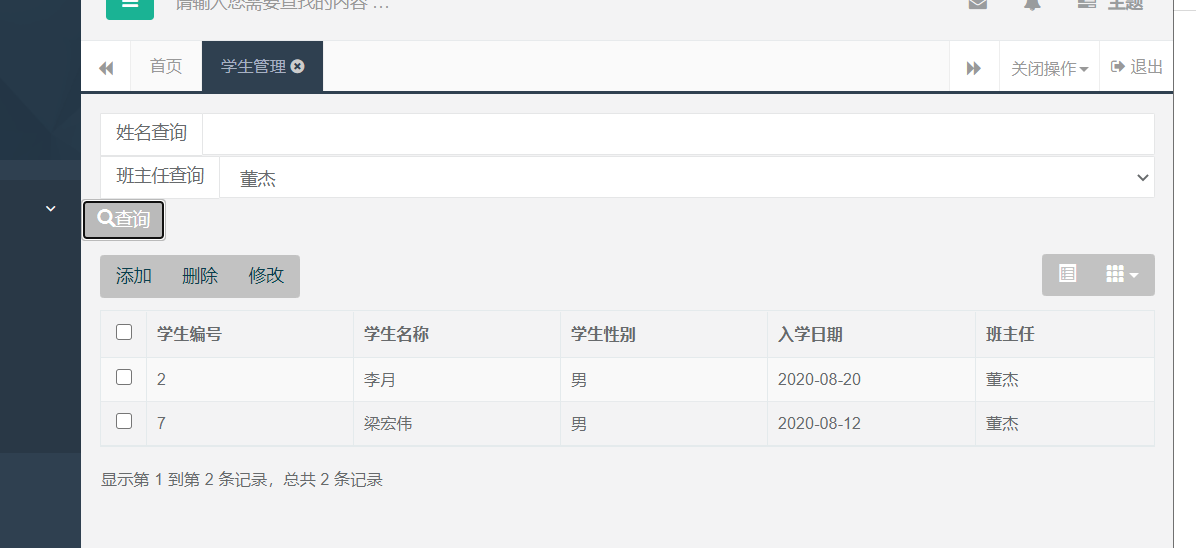 请输入您需要查找的内容 … 主题
首页 学生管理 关闭操作 退出
姓名查询
班主任查询 董杰
查询
添加 删除 修改
学生编号 学生名称 学生性别 入学日期 班主任
2 李月 男 2020-08-20 董杰
7 梁宏伟 男 2020-08-12 董杰
显示第 1 到第 2 条记录，总共 2 条记录